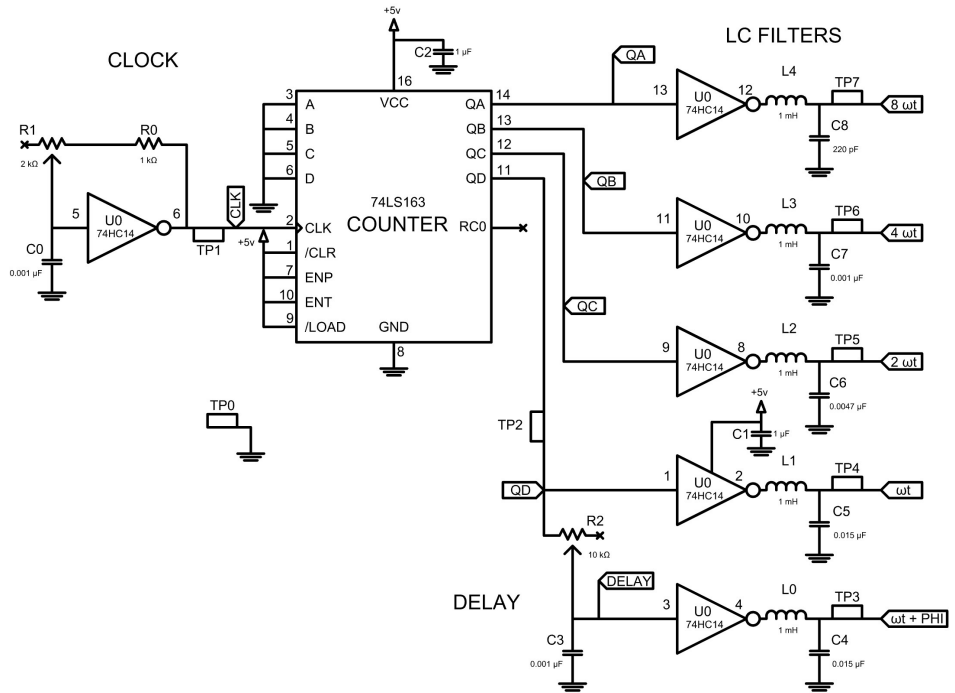 +5v
CLOCK
C2
1 µF
LC FILTERS
QA
L4
TP7
8 ωt
13
U0
74HC14
12
1 mH
C8
220 pF
16
VCC
3
A
4
B
5
C
6
D
14
QA
13
QB
12
QC
11
QD
74LS163
COUNTER
RC0
2
CLK
1
/CLR
7
ENP
10
ENT
9
/LOAD
GND
8
R1
2 kΩ
R0
1 kΩ
5
U0
74HC14
6
C0
0.001 µF
TP1
CLK
+5v
QB
L3
TP6
4 ωt
11
U0
74HC14
10
1 mH
C7
0.001 µF
QC
L2
TP5
2 ωt
9
U0
74HC14
8
1 mH
C6
0.0047 µF
TP0
TP2
+5v
C1
1 µF
QD
L1
TP4
ωt
1
U0
74HC14
2
1 mH
C5
0.015 µF
R2
10 kΩ
DELAY
DELAY
C3
0.001 µF
L0
TP3
ωt + PHI
3
U0
74HC14
4
1 mH
C4
0.015 µF